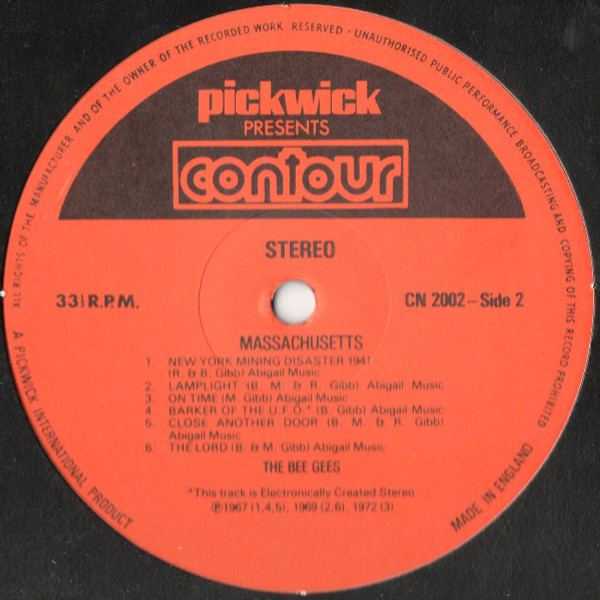 ALL RIGHTS OF THE MANUFACTURER AND OF THE OWNER OF THE RECORDED WORK RESERVED - UNAUTHORISED PUBLIC PERFORMANCE BROADCASTING AND COPYING OF THIS RECORD PROHIBITED
pickwick
PRESENTS
contour
STEREO
33⅓ R.P.M.
CN 2002-Side 2
MASSACHUSETTS
1. NEW YORK MINING DISASTER 1941
(R. & B. Gibb) Abigail Music
2. LAMPLIGHT (B. M. & R. Gibb) Abigail Music
3. ON TIME (M. Gibb) Abigail Music
4. BARKER OF THE U.F.O.* (B. Gibb) Abigail Music
5. CLOSE ANOTHER DOOR (B. M. & R. Gibb)
Abigail Music
6. THE LORD (B. & M. Gibb) Abigail Music
THE BEE GEES
*This track is Electronically Created Stereo
℗1967 (1,4,5), 1969 (2,6), 1972 (3)
A PICKWICK INTERNATIONAL PRODUCT
MADE IN ENGLAND